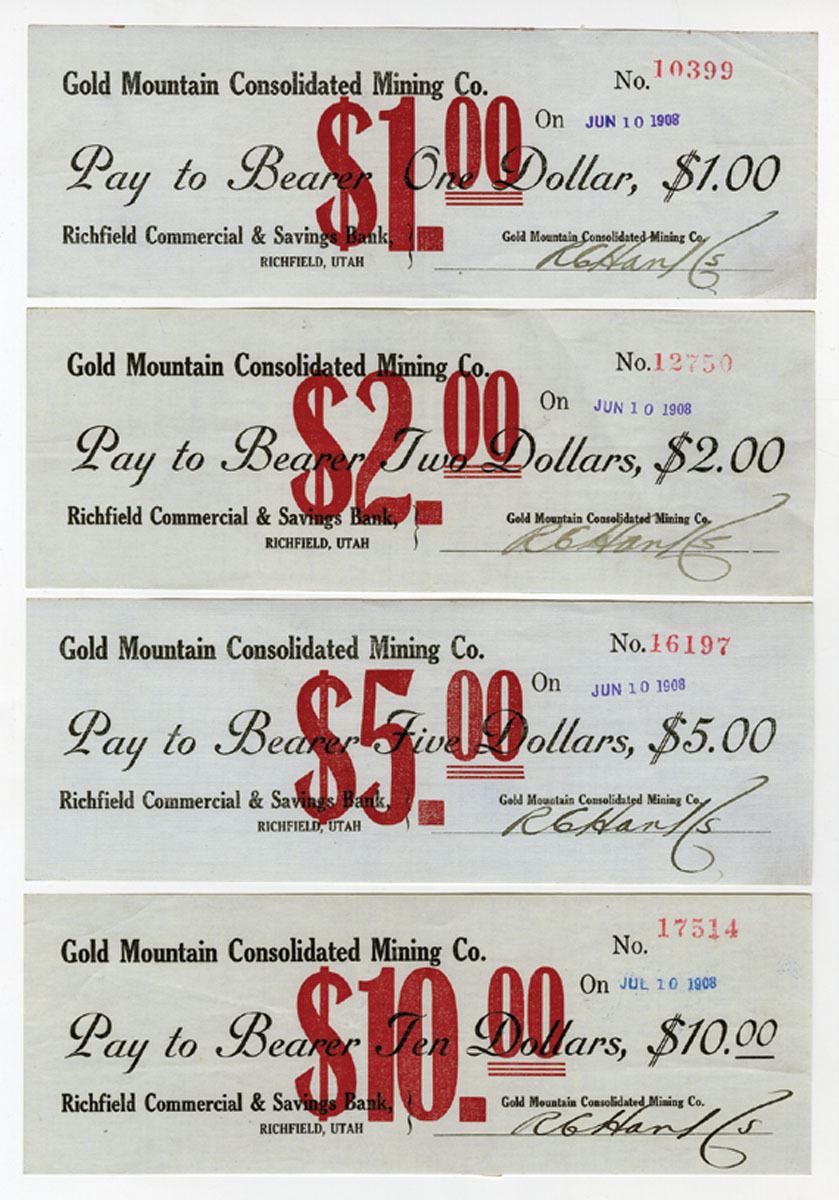 Gold Mountain Consolidated Mining Co. No. 10399
$1.00 On JUN 10 1908
Pay to Bearer One Dollar, $1.00
Richfield Commercial & Savings Bank, Gold Mountain Consolidated Mining Co.
RICHFIELD, UTAH R C Hanks
Gold Mountain Consolidated Mining Co. No. 12750
$2.00 On JUN 10 1908
Pay to Bearer Two Dollars, $2.00
Richfield Commercial & Savings Bank, Gold Mountain Consolidated Mining Co.
RICHFIELD, UTAH R C Hanks
Gold Mountain Consolidated Mining Co. No. 16197
$5.00 On JUN 10 1908
Pay to Bearer Five Dollars, $5.00
Richfield Commercial & Savings Bank, Gold Mountain Consolidated Mining Co.
RICHFIELD, UTAH R C Hanks
Gold Mountain Consolidated Mining Co. No. 17514
$10.00 On JUL 10 1908
Pay to Bearer Ten Dollars, $10.00
Richfield Commercial & Savings Bank, Gold Mountain Consolidated Mining Co.
RICHFIELD, UTAH R C Hanks